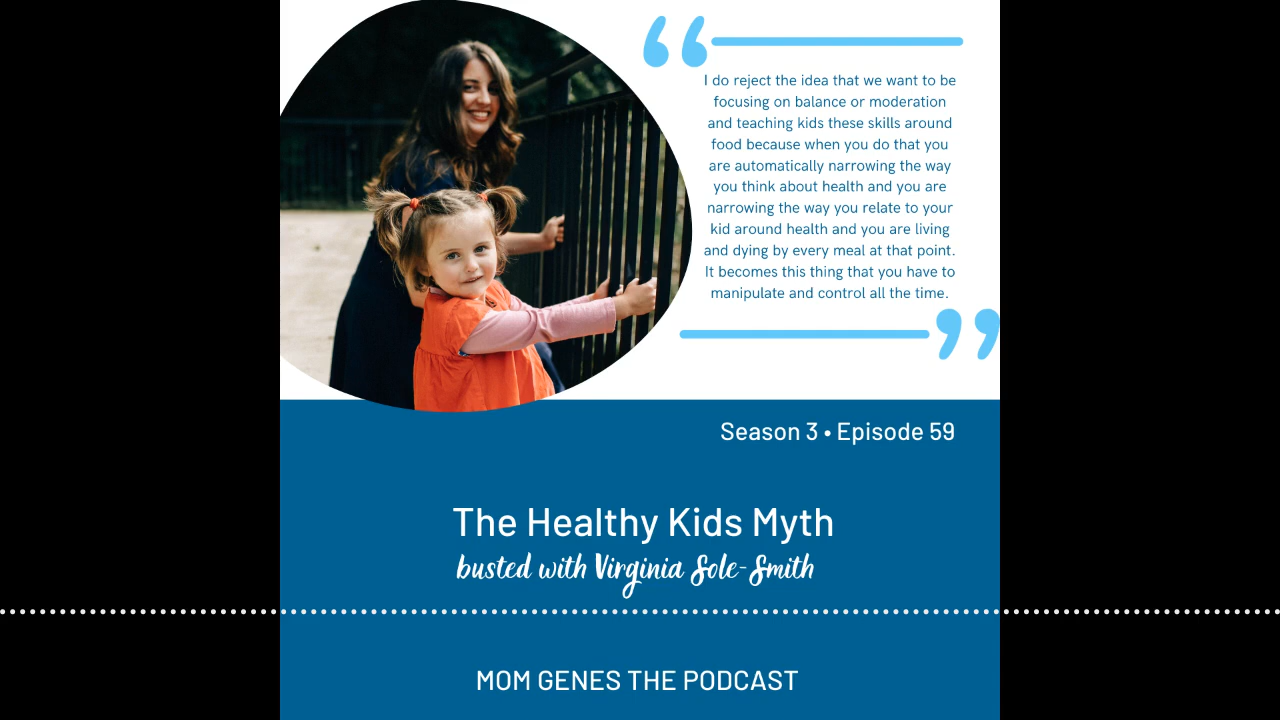 I do reject the idea that we want to be
focusing on balance or moderation
and teaching kids these skills around
food because when you do that you
are automatically narrowing the way
you think about health and you are
narrowing the way you relate to your
kid around health and you are living
and dying by every meal at that point.
It becomes this thing that you have to
manipulate and control all the time.
Season 3 • Episode 59
The Healthy Kids Myth
busted with Virginia Sole-Smith
MOM GENES THE PODCAST